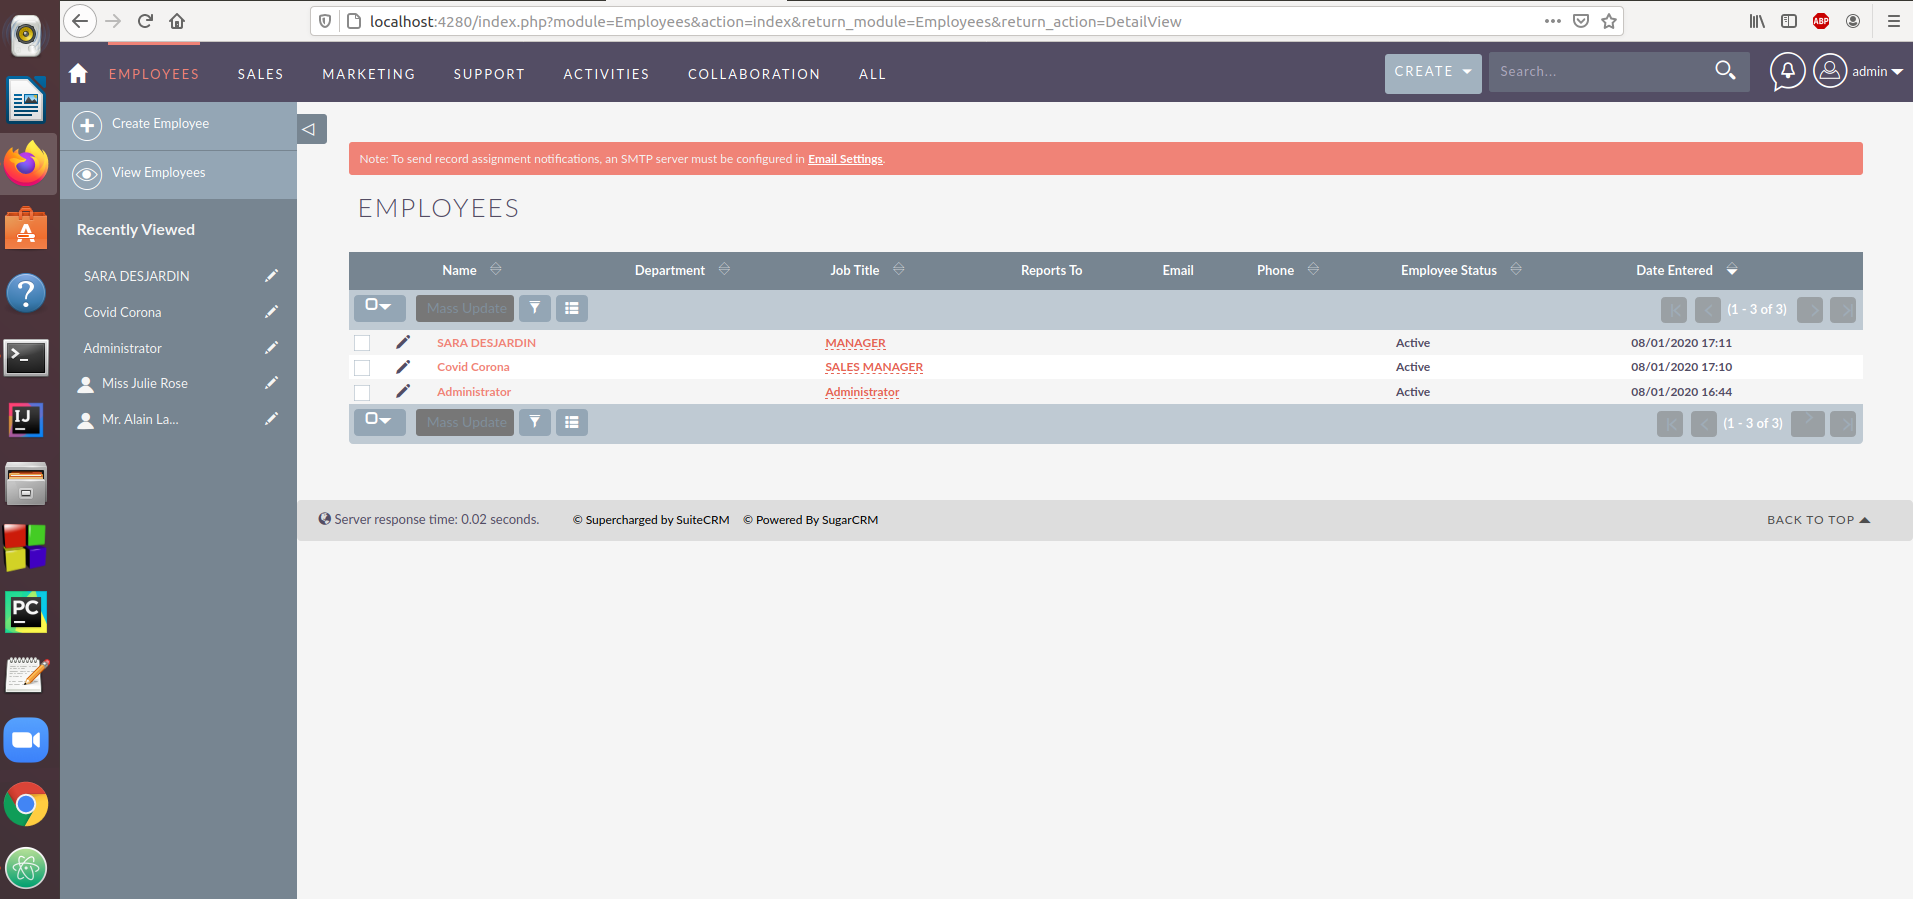 localhost:4280/index.php?module=Employees&action=index&return_module=Employees&return_action=DetailView
ABP
EMPLOYEES SALES MARKETING SUPPORT ACTIVITIES COLLABORATION ALL CREATE Search... admin
Create Employee
View Employees
Recently Viewed
SARA DESJARDIN
Covid Corona
Administrator
Miss Julie Rose
Mr. Alain La...
Note: To send record assignment notifications, an SMTP server must be configured in Email Settings.
EMPLOYEES
Name Department Job Title Reports To Email Phone Employee Status Date Entered
Mass Update (1 - 3 of 3)
SARA DESJARDIN MANAGER Active 08/01/2020 17:11
Covid Corona SALES MANAGER Active 08/01/2020 17:10
Administrator Administrator Active 08/01/2020 16:44
Mass Update (1 - 3 of 3)
Server response time: 0.02 seconds. © Supercharged by SuiteCRM © Powered By SugarCRM BACK TO TOP
A
?
>_
IJ
PC